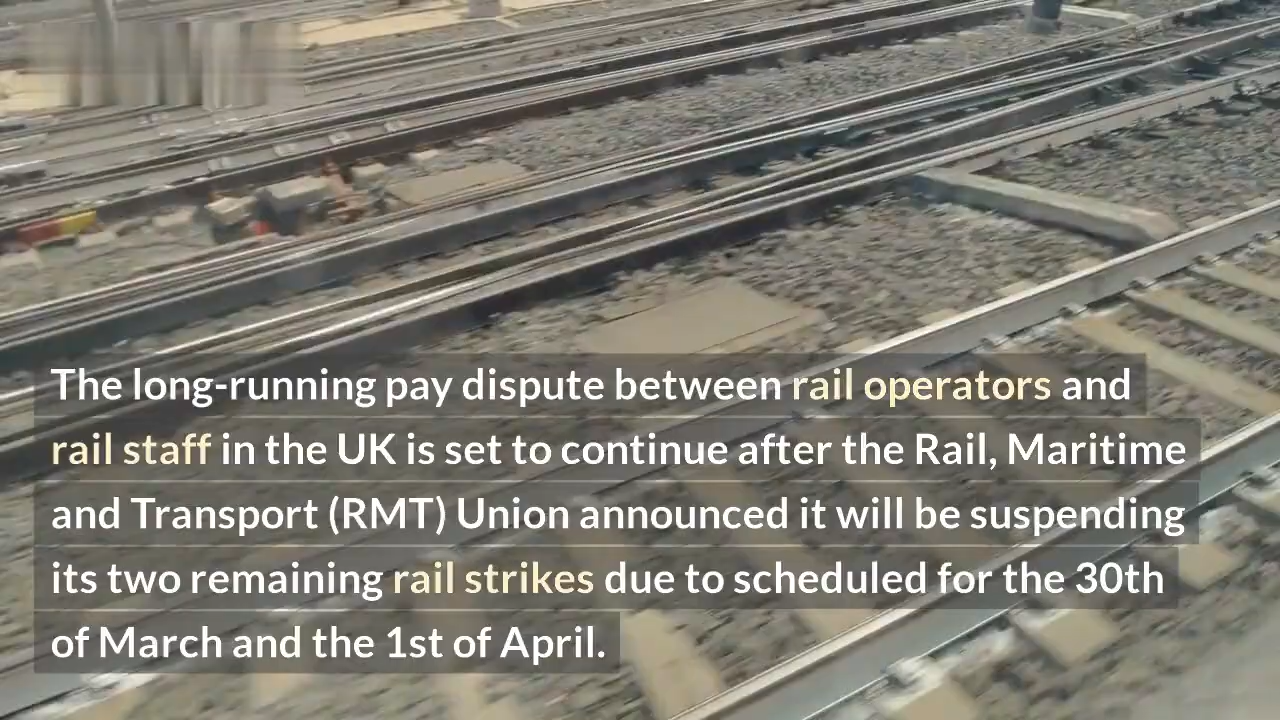 The long-running pay dispute between rail operators and
rail staff in the UK is set to continue after the Rail, Maritime
and Transport (RMT) Union announced it will be suspending
its two remaining rail strikes due to scheduled for the 30th
of March and the 1st of April.